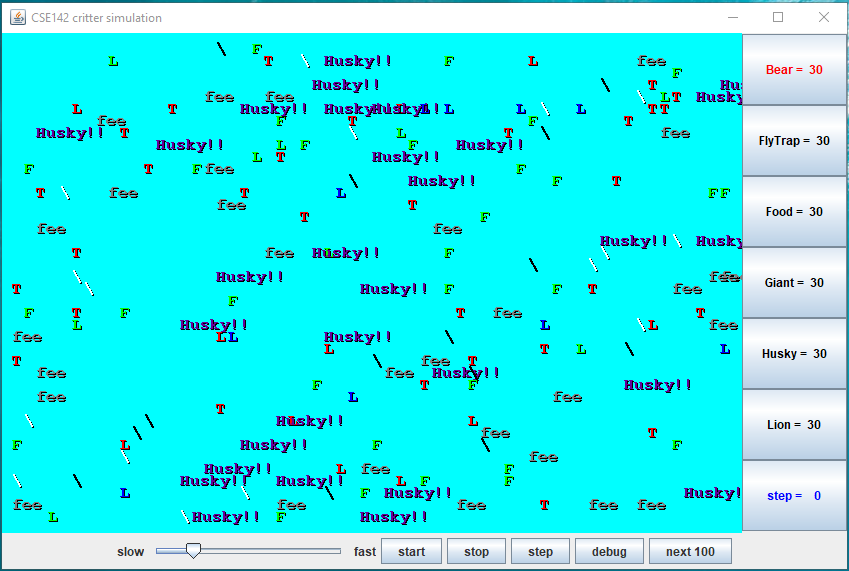 CSE142 critter simulation
\ F
L T \ Husky!! F L fee
F
Husky!! \ T Hu
fee fee \ L T Husky
L T Husky!! Husky!! Husky!! L L L \ L T T
fee F T F T
Husky!! T \ L T \ fee
Husky!! L F F Husky!!
L T Husky!!
F T F fee F
\ Husky!! F T
T \ fee T L F F
fee T
T F
fee fee
Husky!! \ Husky
T fee Husky!! F \
\ \
\ Husky!! fee fee
T \ Husky!! F F T fee
F
F T F T fee T
L Husky!! L \ L fee
fee L L Husky!! \
L T L \ L
T \ fee T
fee fee Husky!! \
F T F Husky!!
fee L fee
T
\ \ Husky!! L
\ fee T
F L Husky!! F \ F
\ fee
Husky!! L fee F
\ \ Husky!! Husky!! L F F
L \ \ F Husky!! Husky!
fee fee fee T fee fee
L \ Husky!! F Husky!!
Bear = 30
FlyTrap = 30
Food = 30
Giant = 30
Husky = 30
Lion = 30
step = 0
slow fast start stop step debug next 100